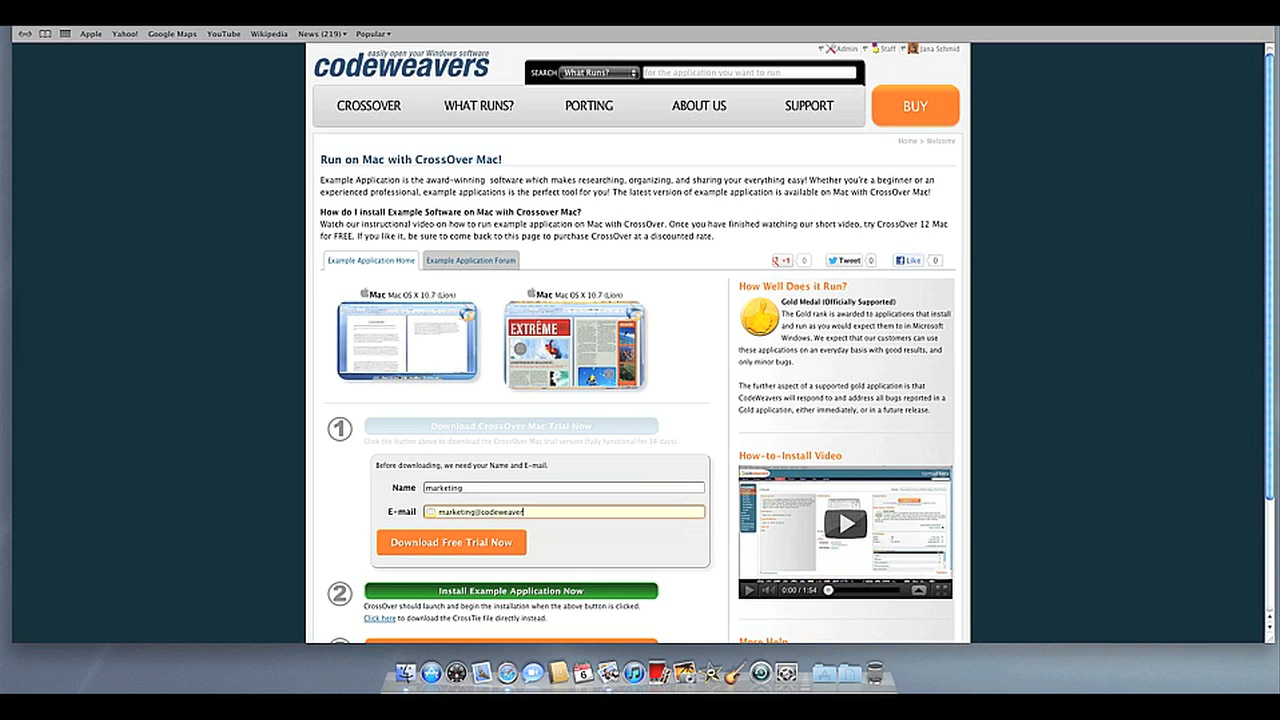 Apple Yahoo! Google Maps YouTube Wikipedia News (219) Popular
easily open your Windows software
codeweavers
Admin Staff Jana Schmid
SEARCH What Runs? for the application you want to run
CROSSOVER WHAT RUNS? PORTING ABOUT US SUPPORT BUY
Home > Welcome
Run on Mac with CrossOver Mac!
Example Application is the award-winning software which makes researching, organizing, and sharing your everything easy! Whether you're a beginner or an
experienced professional, example applications is the perfect tool for you! The latest version of example application is available on Mac with CrossOver Mac!
How do I install Example Software on Mac with Crossover Mac?
Watch our instructional video on how to run example application on Mac with CrossOver. Once you have finished watching our short video, try CrossOver 12 Mac
for FREE. If you like it, be sure to come back to this page to purchase CrossOver at a discounted rate.
Example Application Home Example Application Forum
+1 0 Tweet 0 Like 0
Mac Mac OS X 10.7 (Lion) Mac Mac OS X 10.7 (Lion)
EXTRÊME
How Well Does it Run?
Gold Medal (Officially Supported)
The Gold rank is awarded to applications that install
and run as you would expect them to in Microsoft
Windows. We expect that our customers can use
these applications on an everyday basis with good results, and
only minor bugs.
The further aspect of a supported gold application is that
CodeWeavers will respond to and address all bugs reported in a
Gold application, either immediately, or in a future release.
1 Download CrossOver Mac Trial Now
Click the button above to download the CrossOver Mac trial version (fully functional for 14 days).
Before downloading, we need your Name and E-mail.
Name marketing
E-mail marketing@codeweaver
Download Free Trial Now
2 Install Example Application Now
CrossOver should launch and begin the installation when the above button is clicked.
Click here to download the CrossTie file directly instead.
How-to-Install Video
0:00 / 1:54
More Help
6